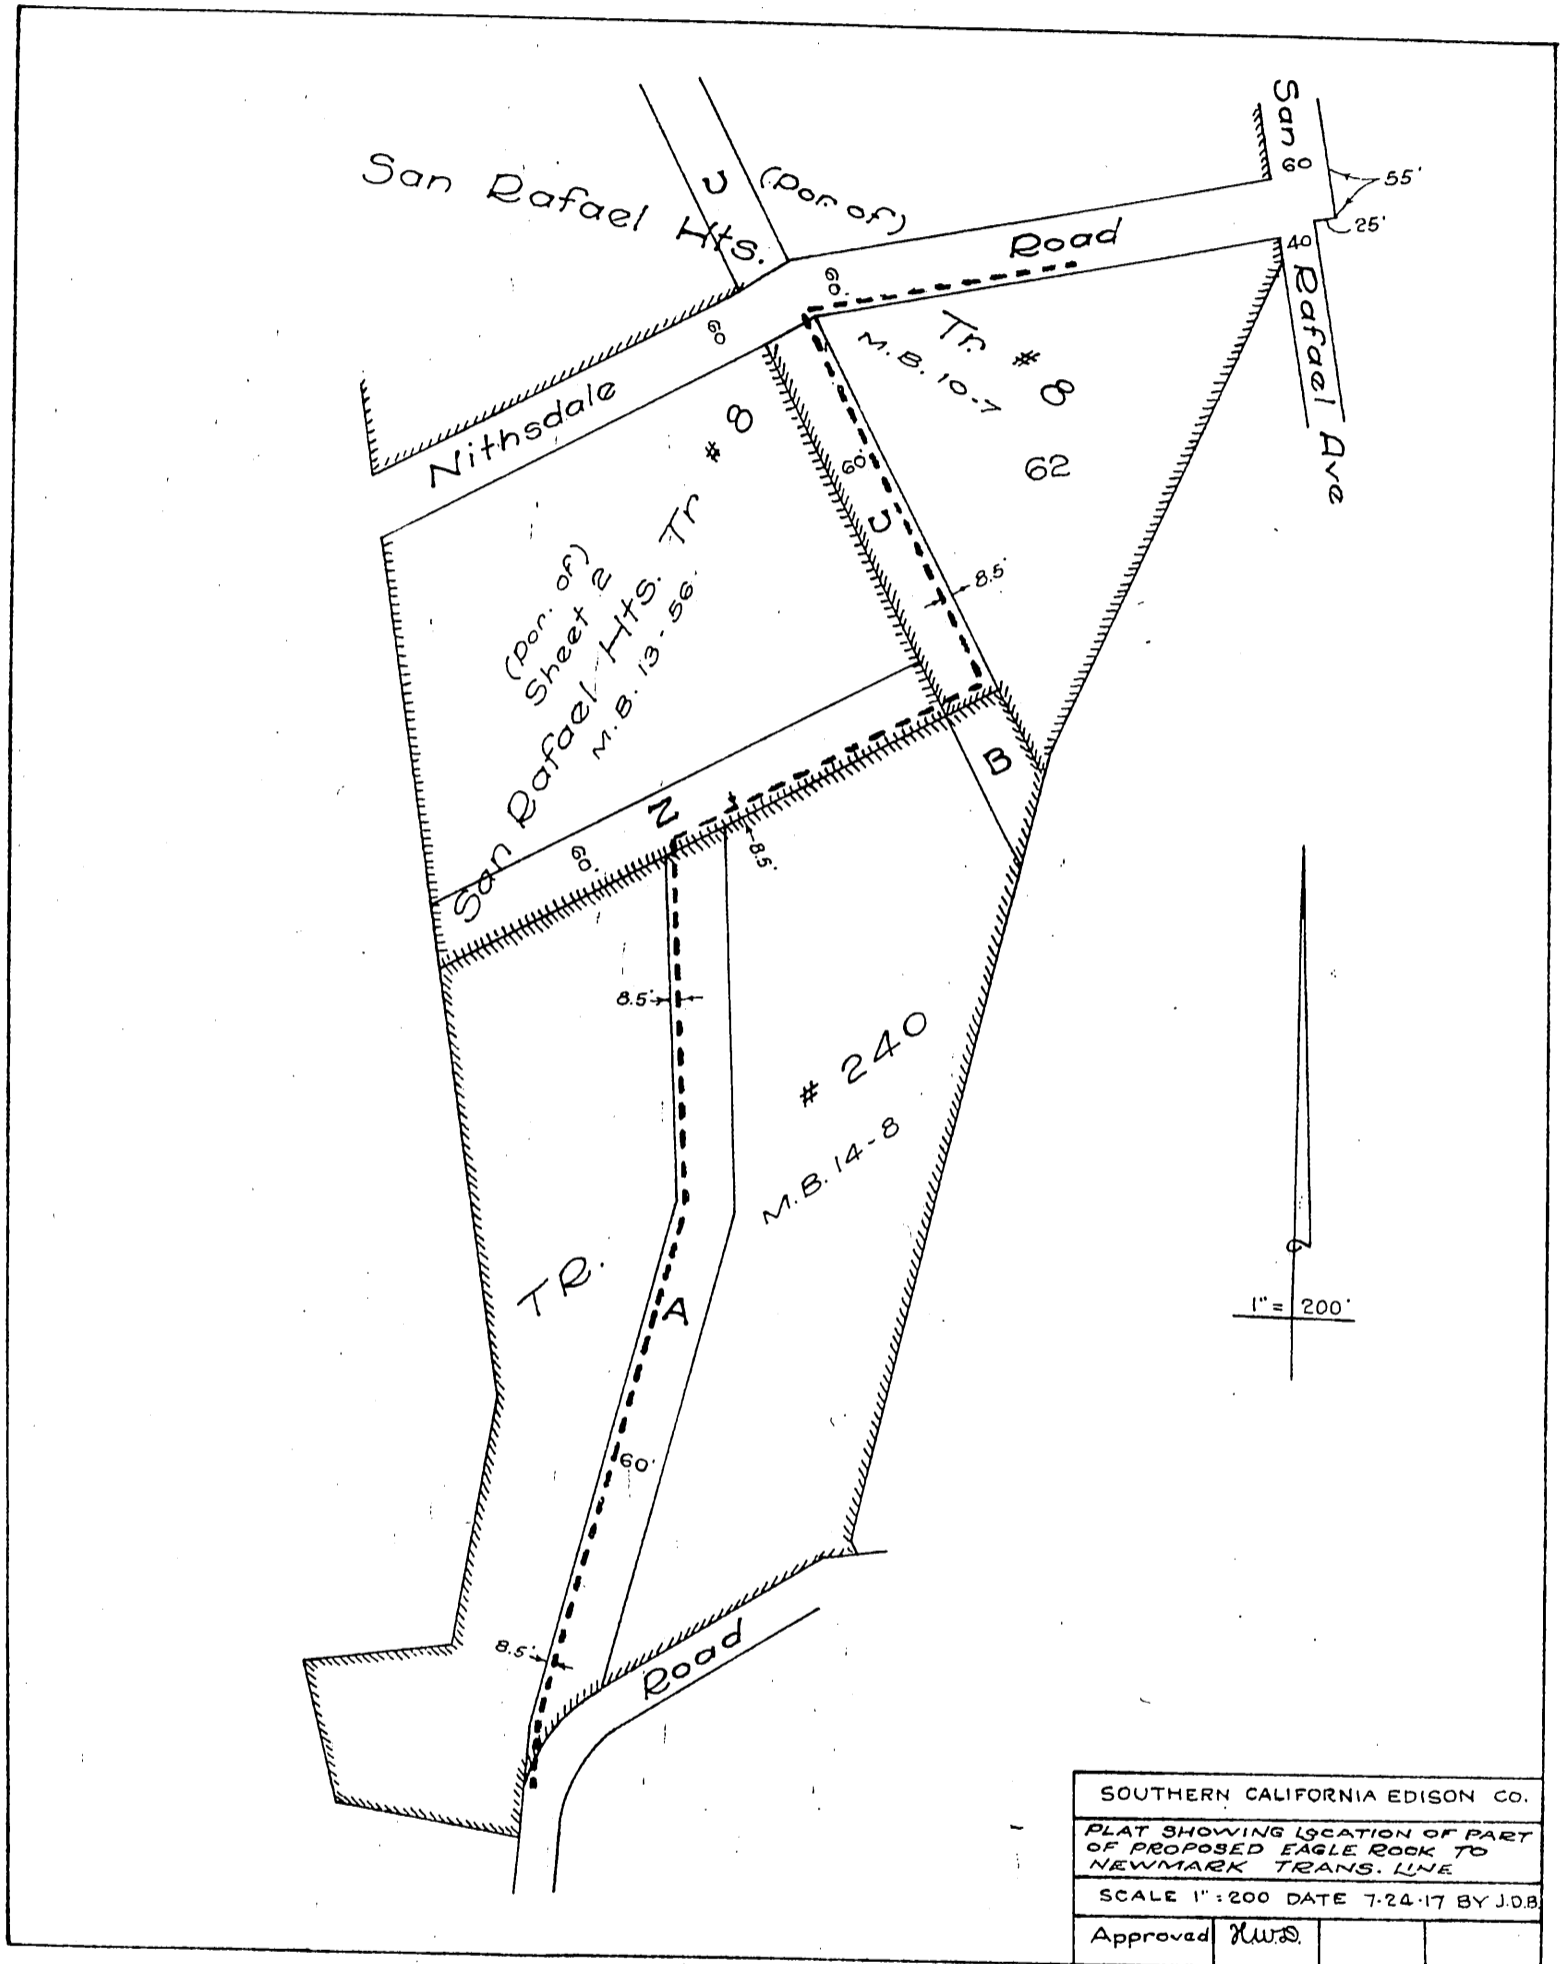 San
60
55'
25'
40
Rafael Ave
San Rafael Hts.
(Por. of)
Road
60'
60
Nithsdale
Tr. # 8
M.B. 10-7
62
60'
8.5'
(Por. of)
Sheet 2
San Rafael Hts. Tr # 8
M.B. 13-56.
B
60'
8.5'
8.5'
# 240
M.B. 14-8
TR.
A
60'
8.5'
Road
1" = 200'
SOUTHERN CALIFORNIA EDISON CO.
PLAT SHOWING LOCATION OF PART
OF PROPOSED EAGLE ROCK TO
NEWMARK TRANS. LINE
SCALE 1" : 200 DATE 7-24-17 BY J.D.B.
Approved H.W.D.